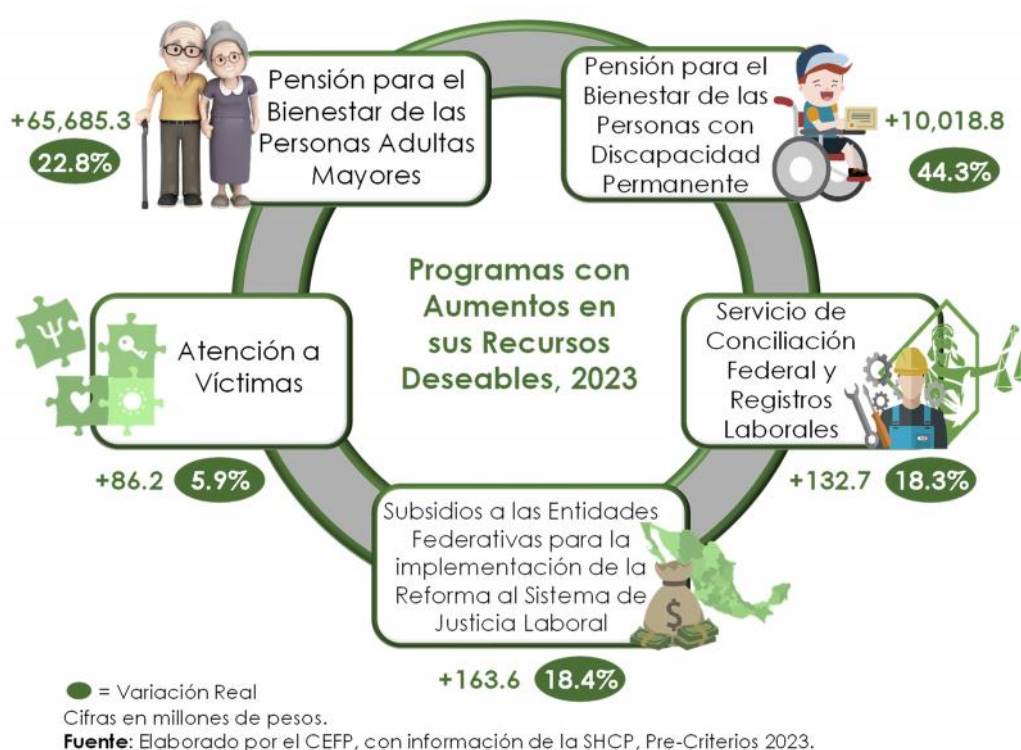 Pensión para el
Bienestar de las
Personas Adultas
Mayores
+65,685.3
22.8%
Pensión para el
Bienestar de las
Personas con
Discapacidad
Permanente
+10,018.8
44.3%
Programas con
Aumentos en
sus Recursos
Deseables, 2023
Atención a
Víctimas
+86.2 5.9%
Servicio de
Conciliación
Federal y
Registros
Laborales
+132.7 18.3%
Subsidios a las Entidades
Federativas para la
implementación de la
Reforma al Sistema de
Justicia Laboral
$
+163.6 18.4%
= Variación Real
Cifras en millones de pesos.
Fuente: Elaborado por el CEFP, con información de la SHCP, Pre-Criterios 2023.